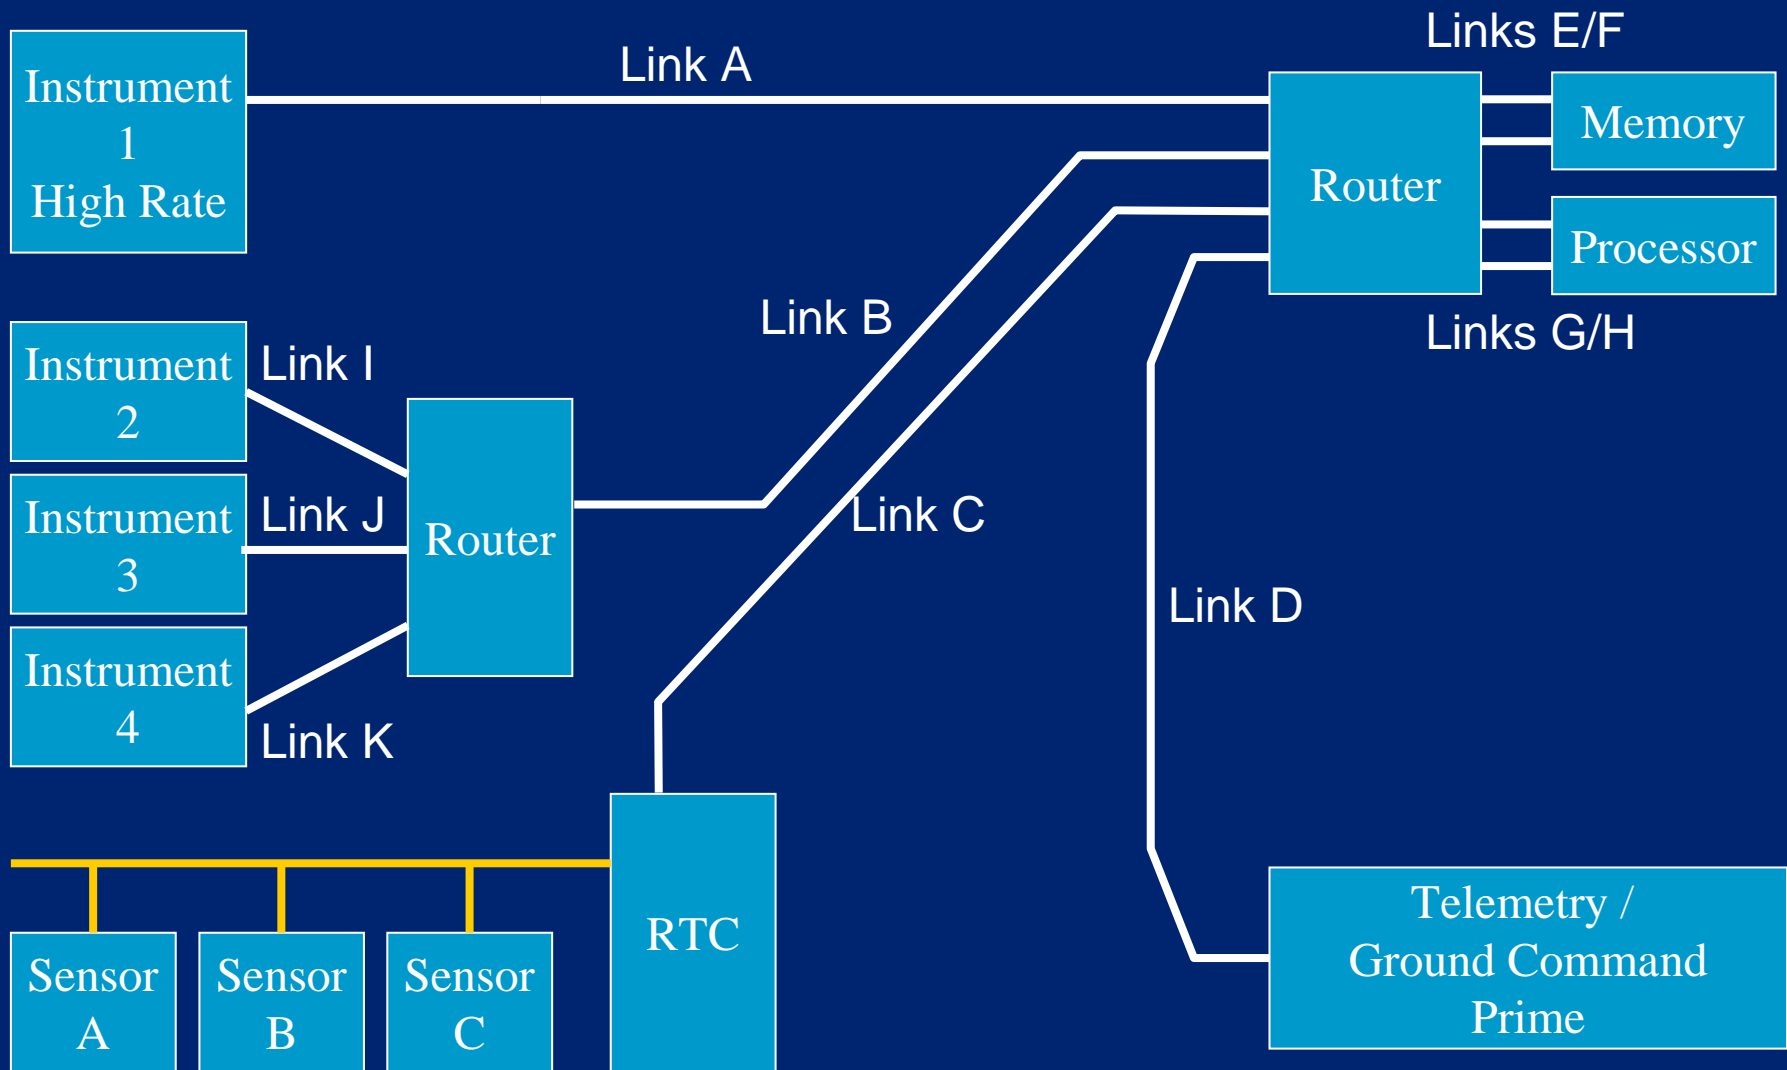 Instrument
1
High Rate
Link A
Links E/F
Router
Memory
Processor
Links G/H
Link B
Instrument
2
Link I
Instrument
3
Link J
Router
Link C
Instrument
4
Link K
Link D
RTC
Sensor
A
Sensor
B
Sensor
C
Telemetry /
Ground Command
Prime